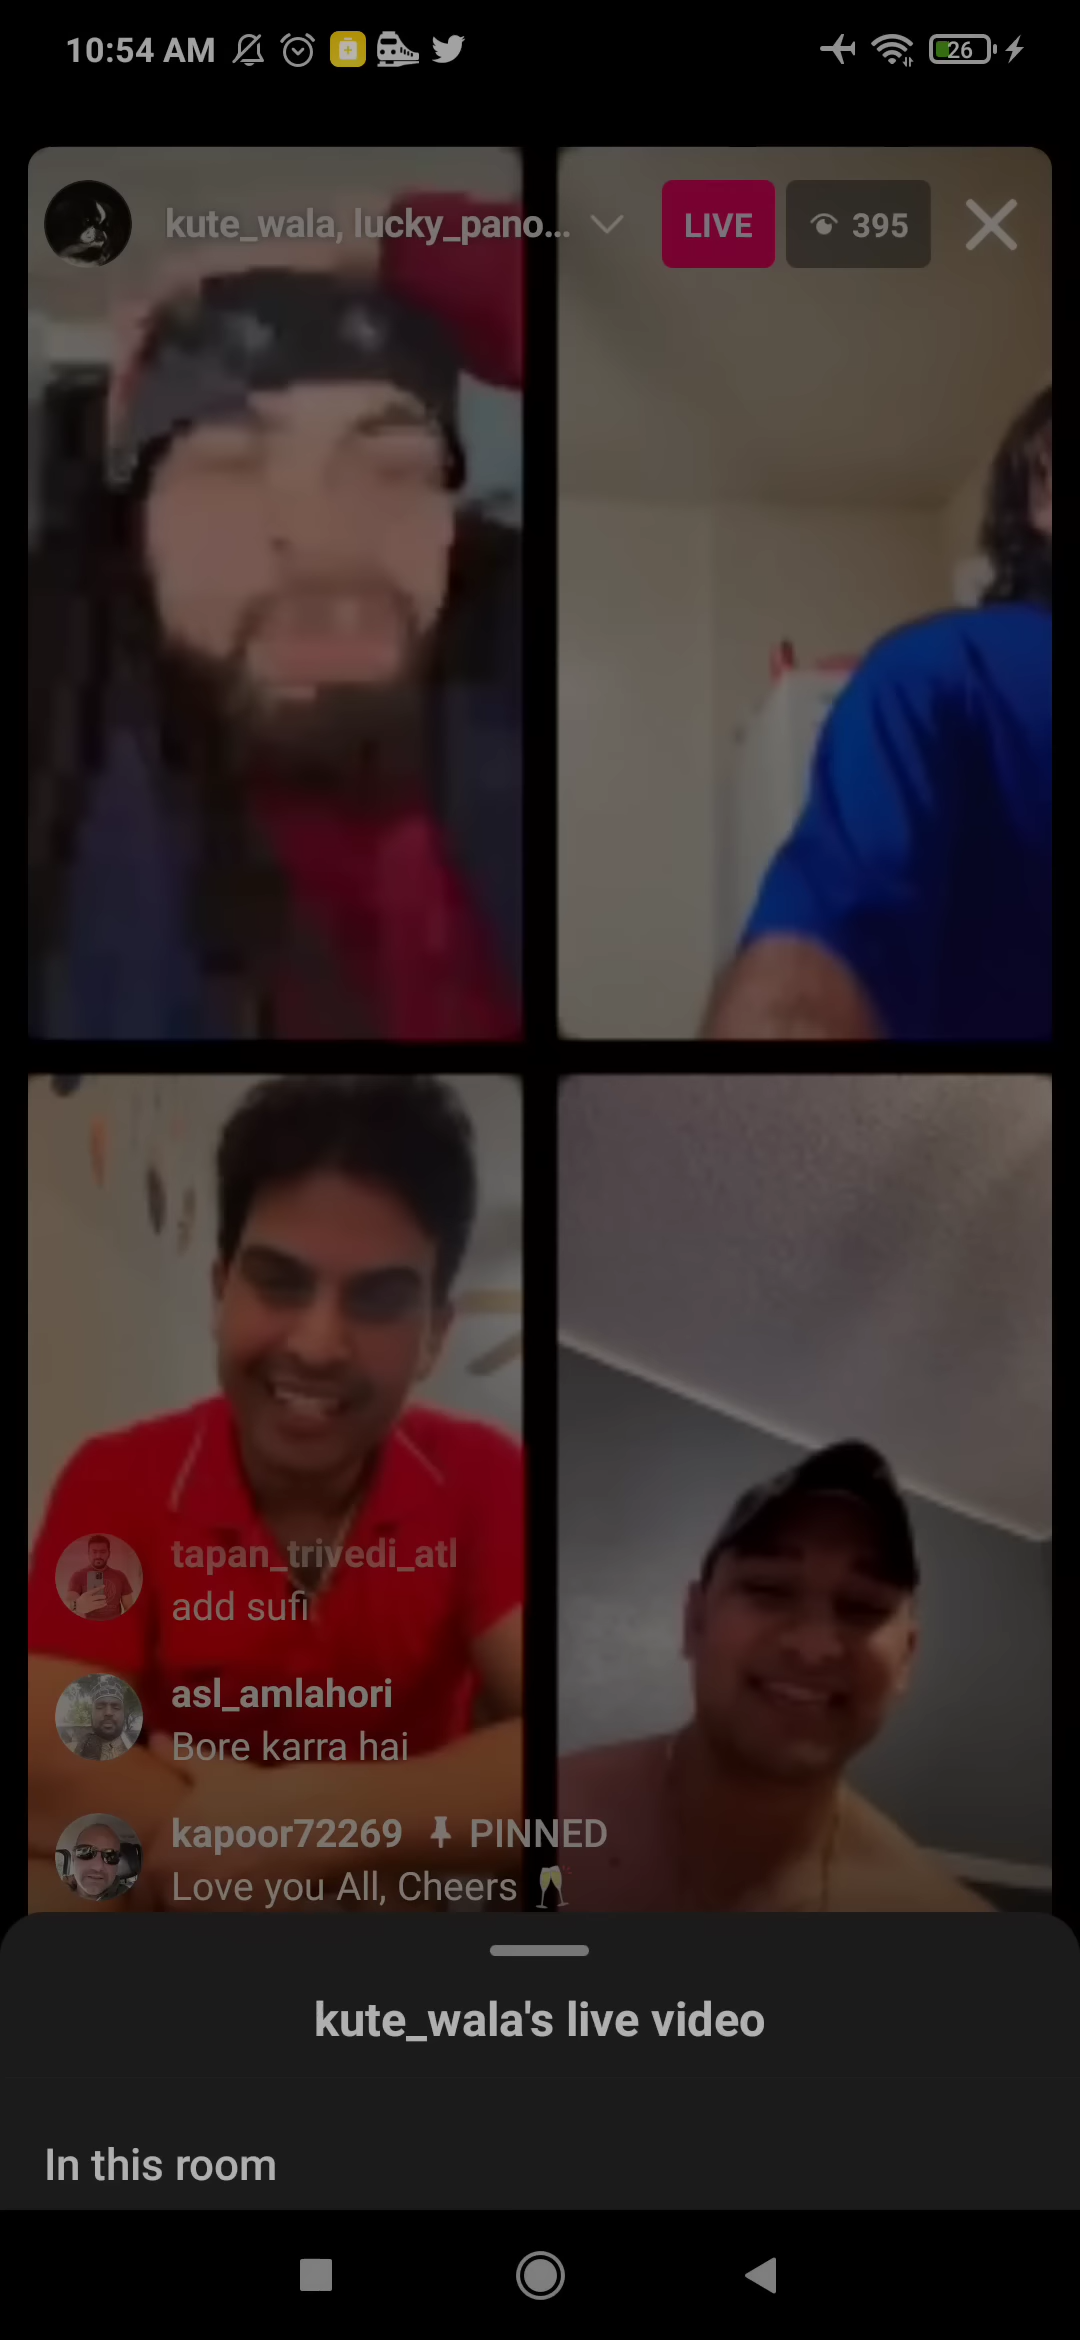 10:54 AM
26
kute_wala, lucky_pano...
LIVE
395
tapan_trivedi_atl
add sufi
asl_amlahori
Bore karra hai
kapoor72269 PINNED
Love you All, Cheers 🥂
kute_wala's live video
In this room